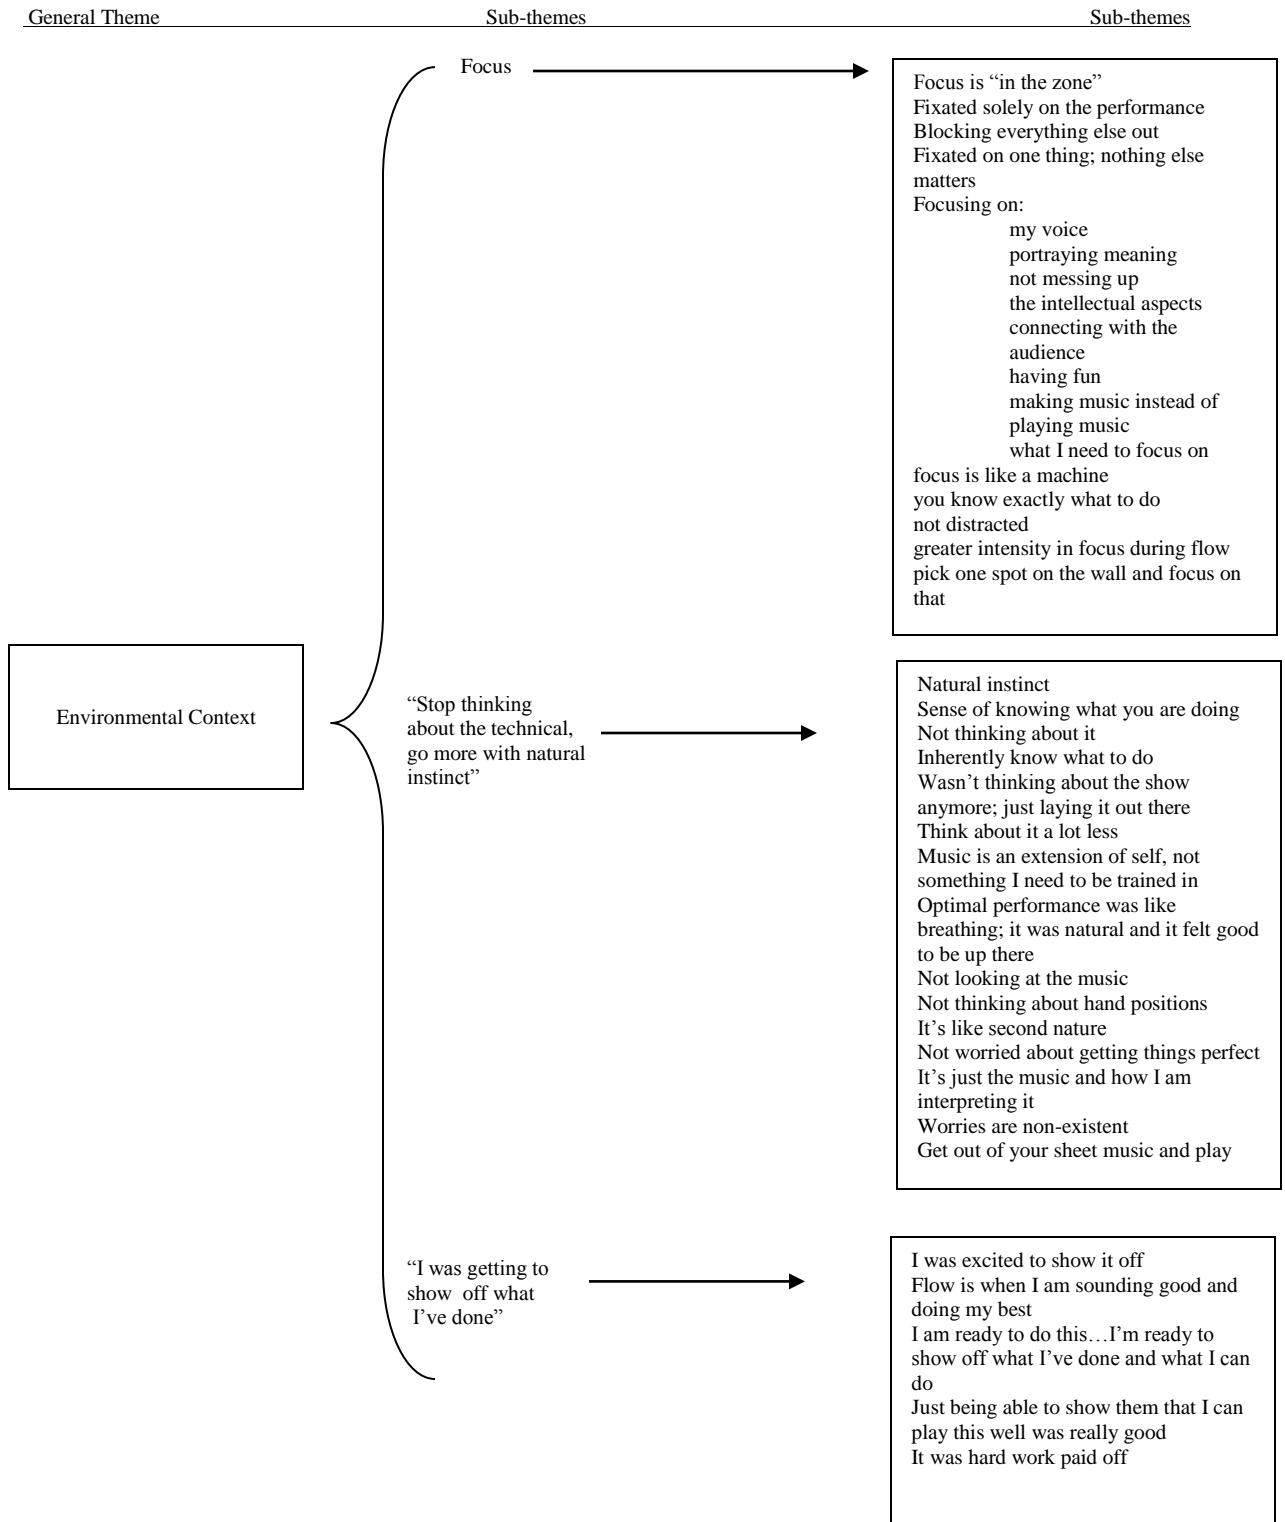 General Theme Sub-themes Sub-themes
Focus
Focus is “in the zone”
Fixated solely on the performance
Blocking everything else out
Fixated on one thing; nothing else
matters
Focusing on:
my voice
portraying meaning
not messing up
the intellectual aspects
connecting with the
audience
having fun
making music instead of
playing music
what I need to focus on
focus is like a machine
you know exactly what to do
not distracted
greater intensity in focus during flow
pick one spot on the wall and focus on
that
Environmental Context
“Stop thinking
about the technical,
go more with natural
instinct”
Natural instinct
Sense of knowing what you are doing
Not thinking about it
Inherently know what to do
Wasn’t thinking about the show
anymore; just laying it out there
Think about it a lot less
Music is an extension of self, not
something I need to be trained in
Optimal performance was like
breathing; it was natural and it felt good
to be up there
Not looking at the music
Not thinking about hand positions
It’s like second nature
Not worried about getting things perfect
It’s just the music and how I am
interpreting it
Worries are non-existent
Get out of your sheet music and play
“I was getting to
show off what
I’ve done”
I was excited to show it off
Flow is when I am sounding good and
doing my best
I am ready to do this…I’m ready to
show off what I’ve done and what I can
do
Just being able to show them that I can
play this well was really good
It was hard work paid off